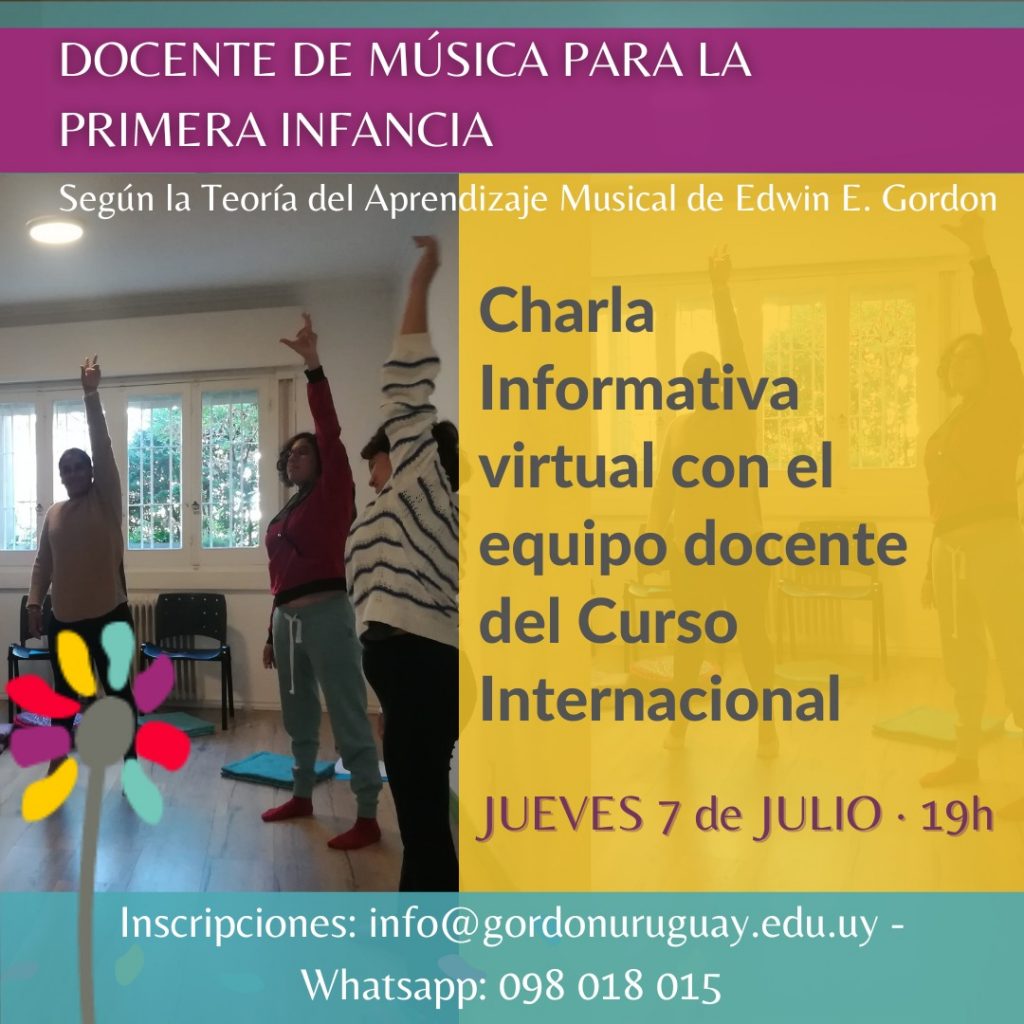 DOCENTE DE MÚSICA PARA LA
PRIMERA INFANCIA
Según la Teoría del Aprendizaje Musical de Edwin E. Gordon
Charla
Informativa
virtual con el
equipo docente
del Curso
Internacional
JUEVES 7 de JULIO · 19h
Inscripciones: info@gordonuruguay.edu.uy -
Whatsapp: 098 018 015